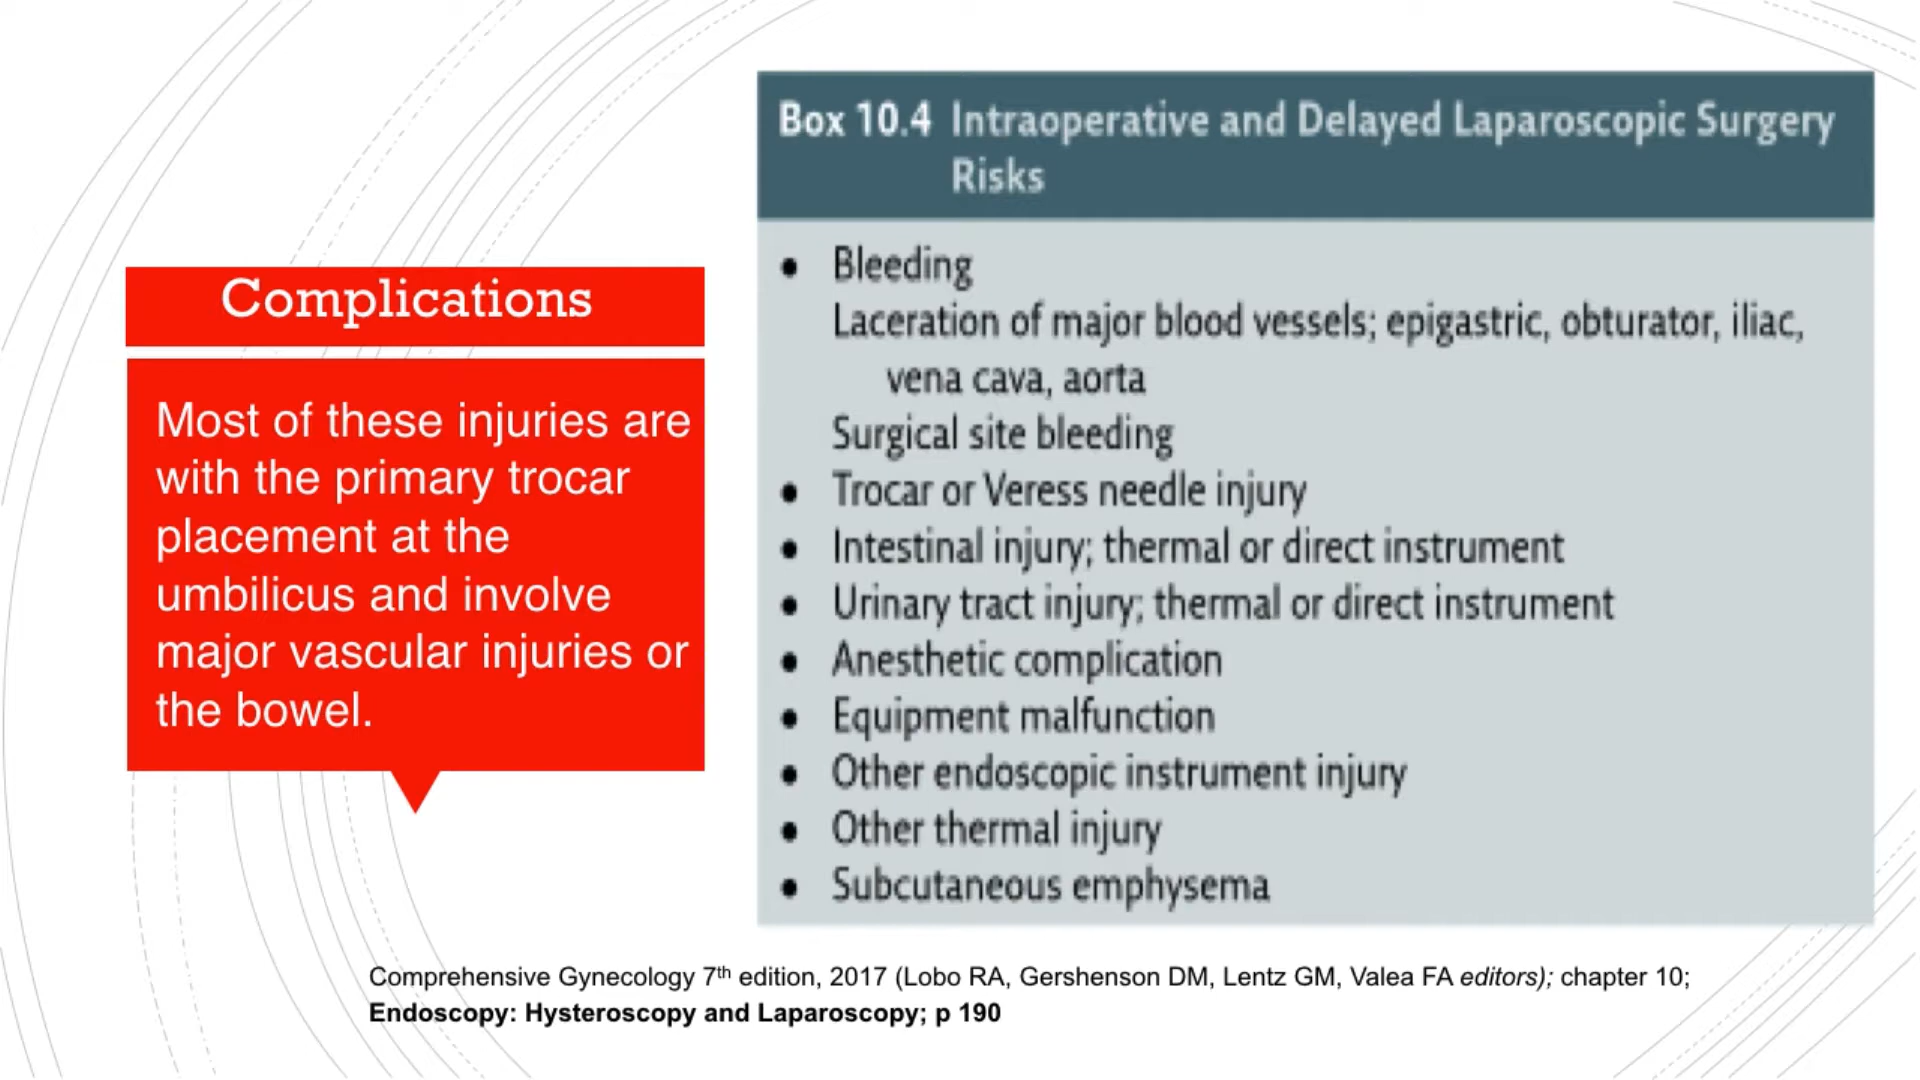 Complications
Most of these injuries are
with the primary trocar
placement at the
umbilicus and involve
major vascular injuries or
the bowel.
Box 10.4 Intraoperative and Delayed Laparoscopic Surgery
Risks
• Bleeding
Laceration of major blood vessels; epigastric, obturator, iliac,
vena cava, aorta
Surgical site bleeding
• Trocar or Veress needle injury
• Intestinal injury; thermal or direct instrument
• Urinary tract injury; thermal or direct instrument
• Anesthetic complication
• Equipment malfunction
• Other endoscopic instrument injury
• Other thermal injury
• Subcutaneous emphysema
Comprehensive Gynecology 7th edition, 2017 (Lobo RA, Gershenson DM, Lentz GM, Valea FA editors); chapter 10;
Endoscopy: Hysteroscopy and Laparoscopy; p 190